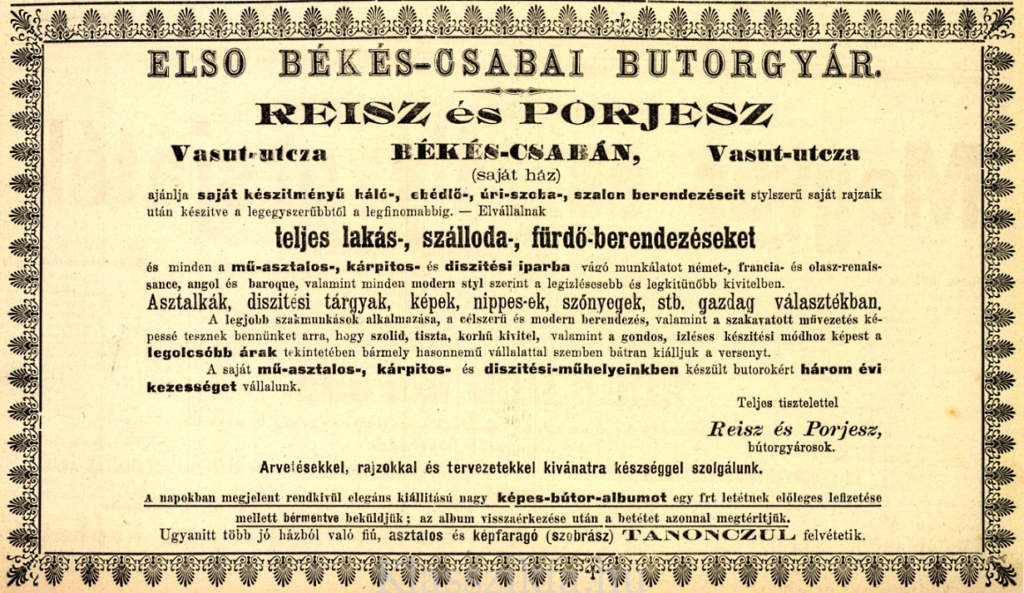 ELSO BÉKÉS-CSABAI BUTORGYÁR.
REISZ és PORJESZ
Vasut-utcza BÉKÉS-CSABÁN, Vasut-utcza
(saját ház)
ajánlja saját készitményű háló-, ebédlő-, úri-szoba-, szalon berendezéseit stylszerű saját rajzaik
után készitve a legegyszerűbbtől a legfinomabbig. — Elvállalnak
teljes lakás-, szálloda-, fürdő-berendezéseket
és minden a mű-asztalos-, kárpitos- és diszitési iparba vágó munkálatot német-, francia- és olasz-renais-
sance, angol és baroque, valamint minden modern styl szerint a legizlésesebb és legkitünőbb kivitelben.
Asztalkák, diszitési tárgyak, képek, nippes-ek, szőnyegek, stb. gazdag választékban.
A legjobb szakmunkások alkalmazása, a célszerű és modern berendezés, valamint a szakavatott művezetés ké-
pessé tesznek bennünket arra, hogy szolid, tiszta, korhű kivitel, valamint a gondos, izléses készitési módhoz képest a
legolcsóbb árak tekintetében bármely hasonnemű vállalattal szemben bátran kiálljuk a versenyt.
A saját mű-asztalos-, kárpitos- és diszitési-műhelyeinkben készült butorokért három évi
kezességet vállalunk.
Teljes tisztelettel
Reisz és Porjesz,
bútorgyárosok.
Árvetésekkel, rajzokkal és tervezetekkel kivánatra készséggel szolgálunk.
A napokban megjelent rendkivül elegáns kiállitású nagy képes-bútor-albumot egy frt letétnek előleges lefizetése
mellett bérmentve beküldjük; az album visszaérkezése után a betétet azonnal megtéritjük.
Ugyanitt több jó házból való fiú, asztalos és képfaragó (szobrász) TANONCZUL felvétetik.
Klasszikia.hu